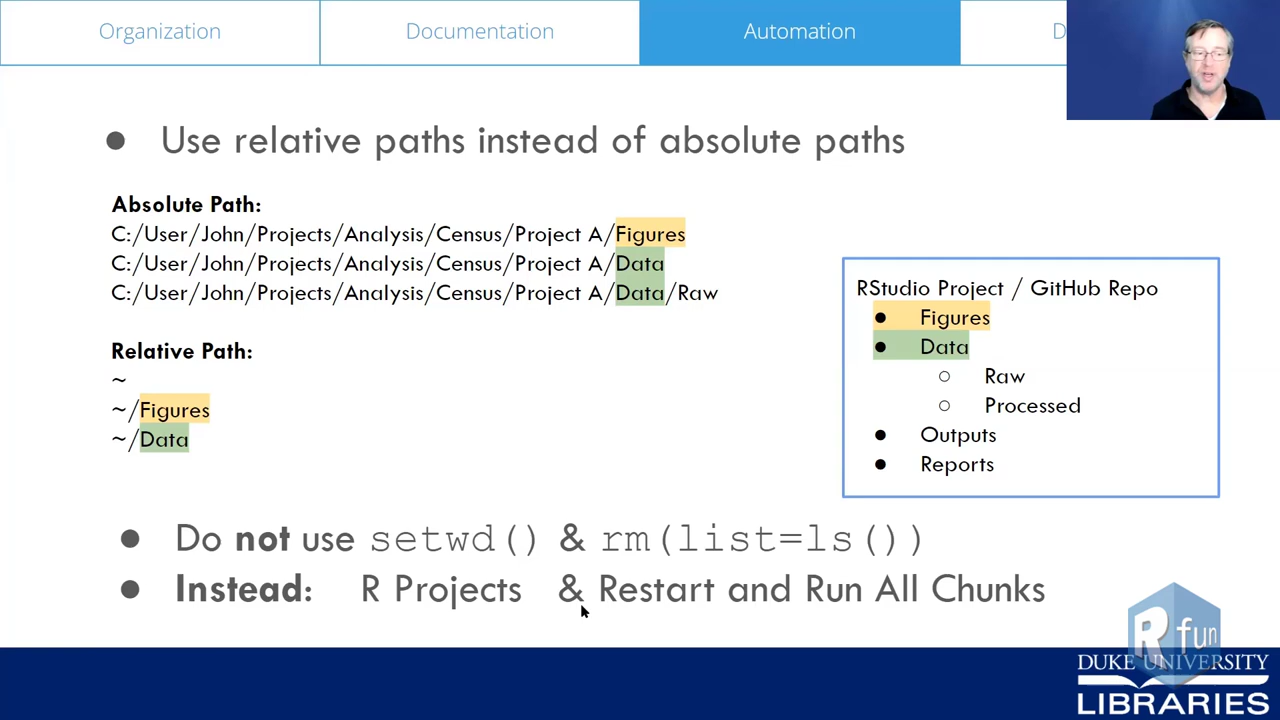 Organization
Documentation
Automation
D
● Use relative paths instead of absolute paths
Absolute Path:
C:/User/John/Projects/Analysis/Census/Project A/Figures
C:/User/John/Projects/Analysis/Census/Project A/Data
C:/User/John/Projects/Analysis/Census/Project A/Data/Raw
Relative Path:
~
~/Figures
~/Data
RStudio Project / GitHub Repo
● Figures
● Data
○ Raw
○ Processed
● Outputs
● Reports
● Do not use setwd() & rm(list=ls())
● Instead: R Projects & Restart and Run All Chunks
R fun
DUKE UNIVERSITY
LIBRARIES